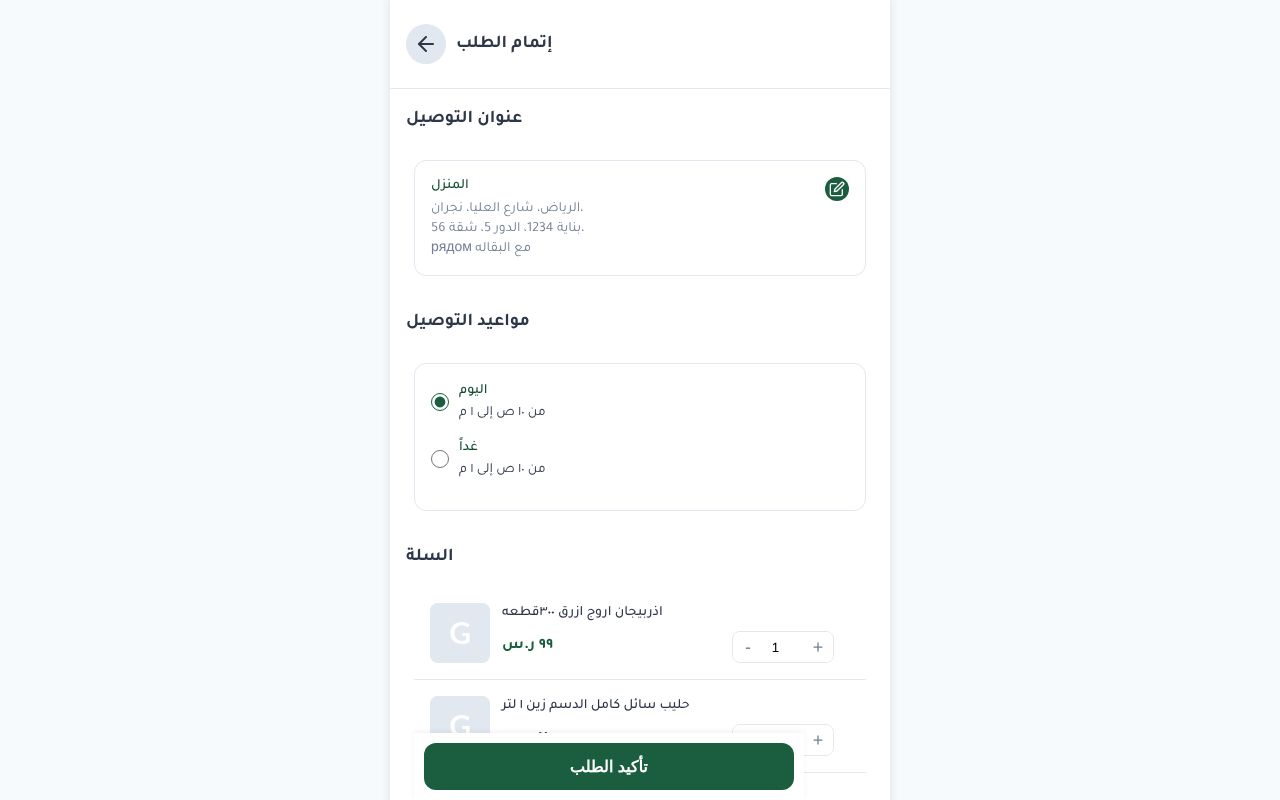 إتمام الطلب
عنوان التوصيل
المنزل
الرياض، شارع العليا، نجران،
بناية 1234، الدور 5، شقة 56،
рядом مع البقاله
مواعيد التوصيل
اليوم
من ١٠ ص إلى ١ م
غداً
من ١٠ ص إلى ١ م
السلة
G
اذربيجان اروج ازرق ٣٠٠قطعه
٩٩ ر.س
- 1 +
G
حليب سائل كامل الدسم زين ١ لتر
+
تأكيد الطلب